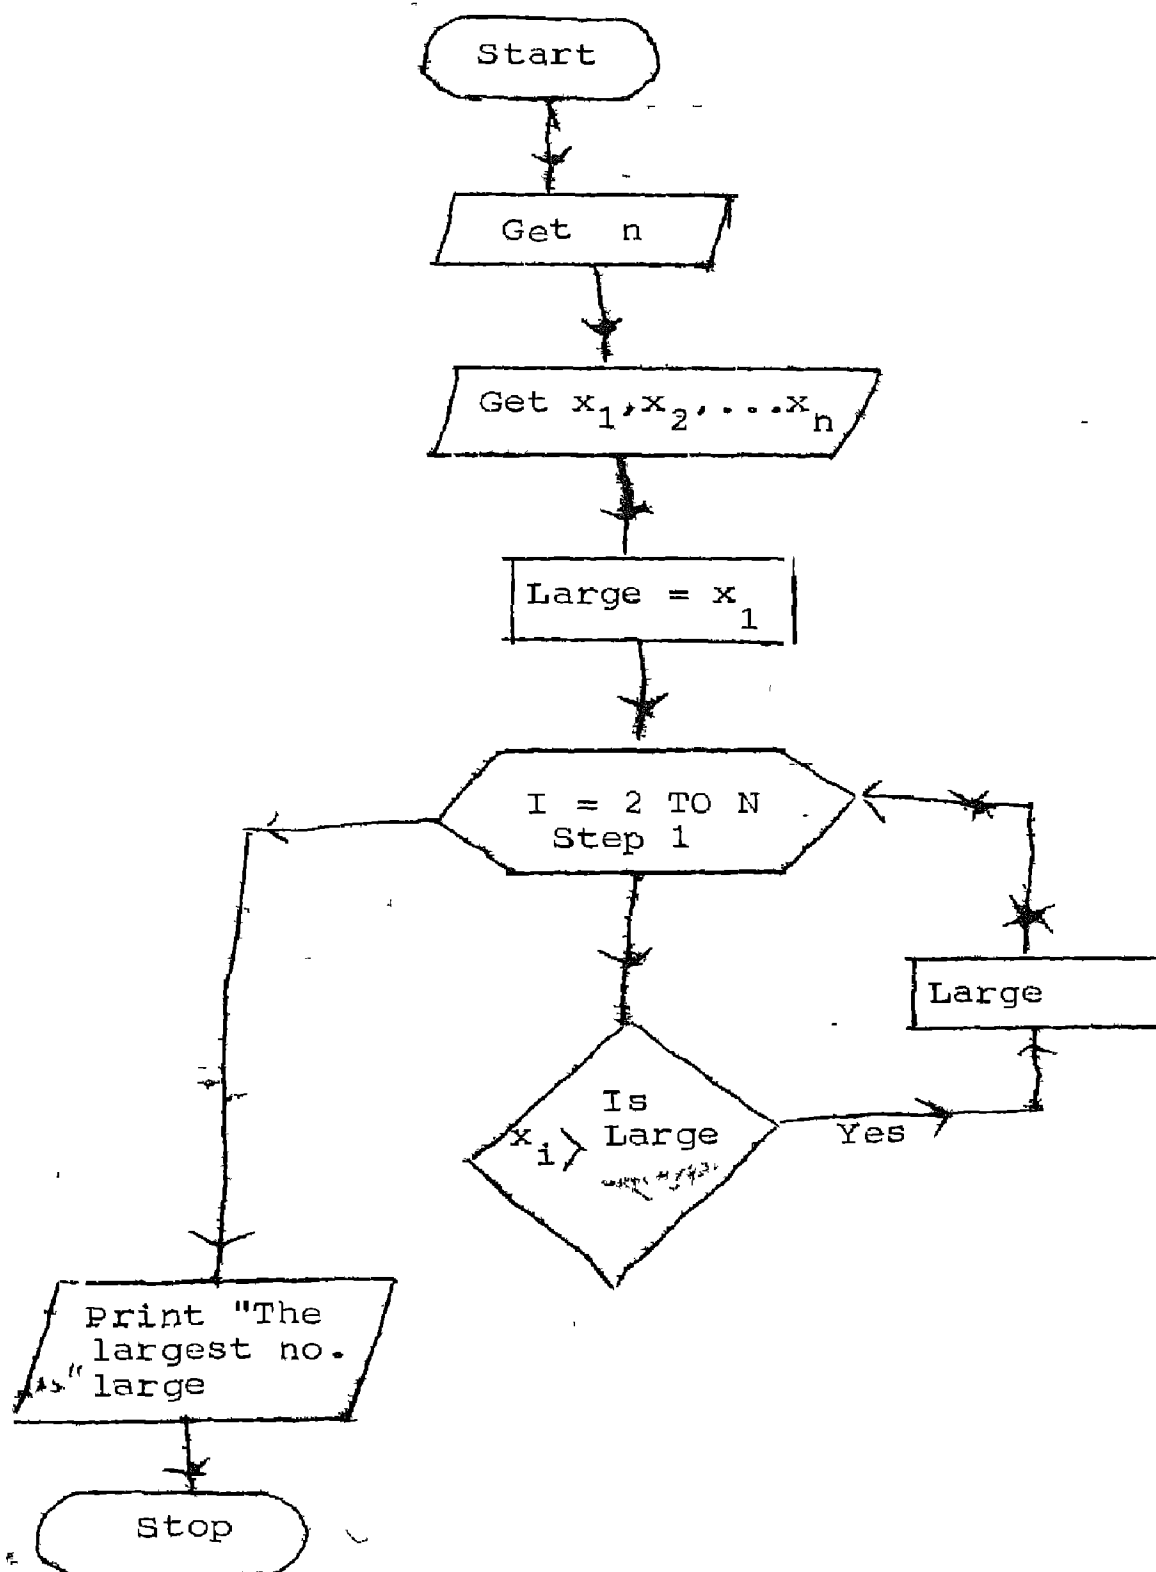 Start
Get n
Get x1,x2,...xn
Large = x1
I = 2 TO N
Step 1
Large
Is
xi> Large
Yes
Print "The
largest no.
is" large
Stop